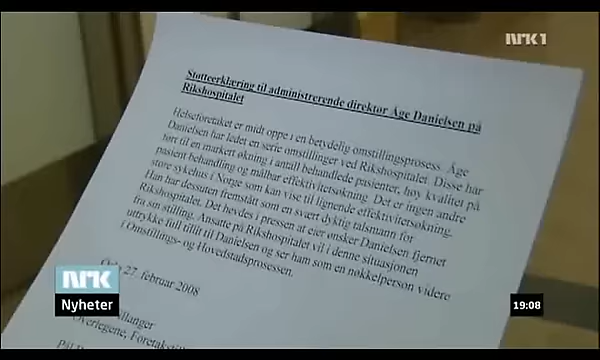 NRK1
Støtteerklæring til administrerende direktør Åge Danielsen på
Rikshospitalet
Helseforetaket er midt oppe i en betydelig omstillingsprosess. Åge
Danielsen har ledet en serie omstillinger ved Rikshospitalet. Disse har
ført til en markert økning i antall behandlede pasienter, høy kvalitet på
pasient behandling og målbar effektivitetsøkning. Det er ingen andre
store sykehus i Norge som kan vise til lignende effektivitetsøkning.
Han har dessuten fremstått som en svært dyktig talsmann for
Rikshospitalet. Det hevdes i pressen at eier ønsker Danielsen fjernet
fra sin stilling. Ansatte på Rikshospitalet vil i denne situasjonen
uttrykke full tillit til Danielsen og ser ham som en nøkkelperson videre
i Omstillings- og Hovedstadsprosessen.
27. februar 2008
Overlegene,
NRK
Nyheter
19:08